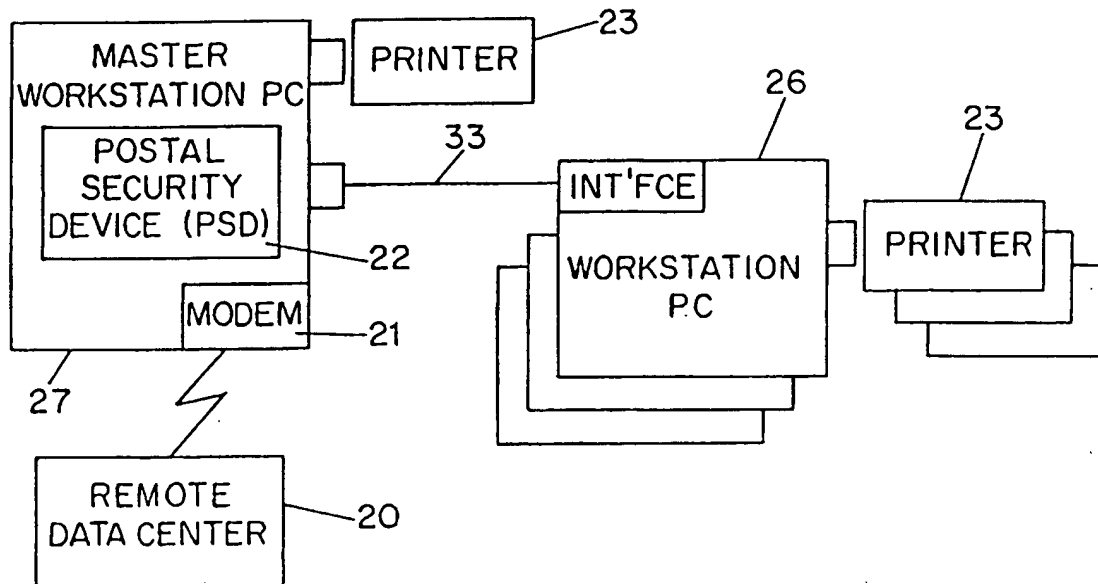 MASTER
WORKSTATION PC
POSTAL
SECURITY
DEVICE (PSD)
22
MODEM
21
27
PRINTER
23
33
INT'FCE
WORKSTATION
PC
26
PRINTER
23
REMOTE
DATA CENTER
20